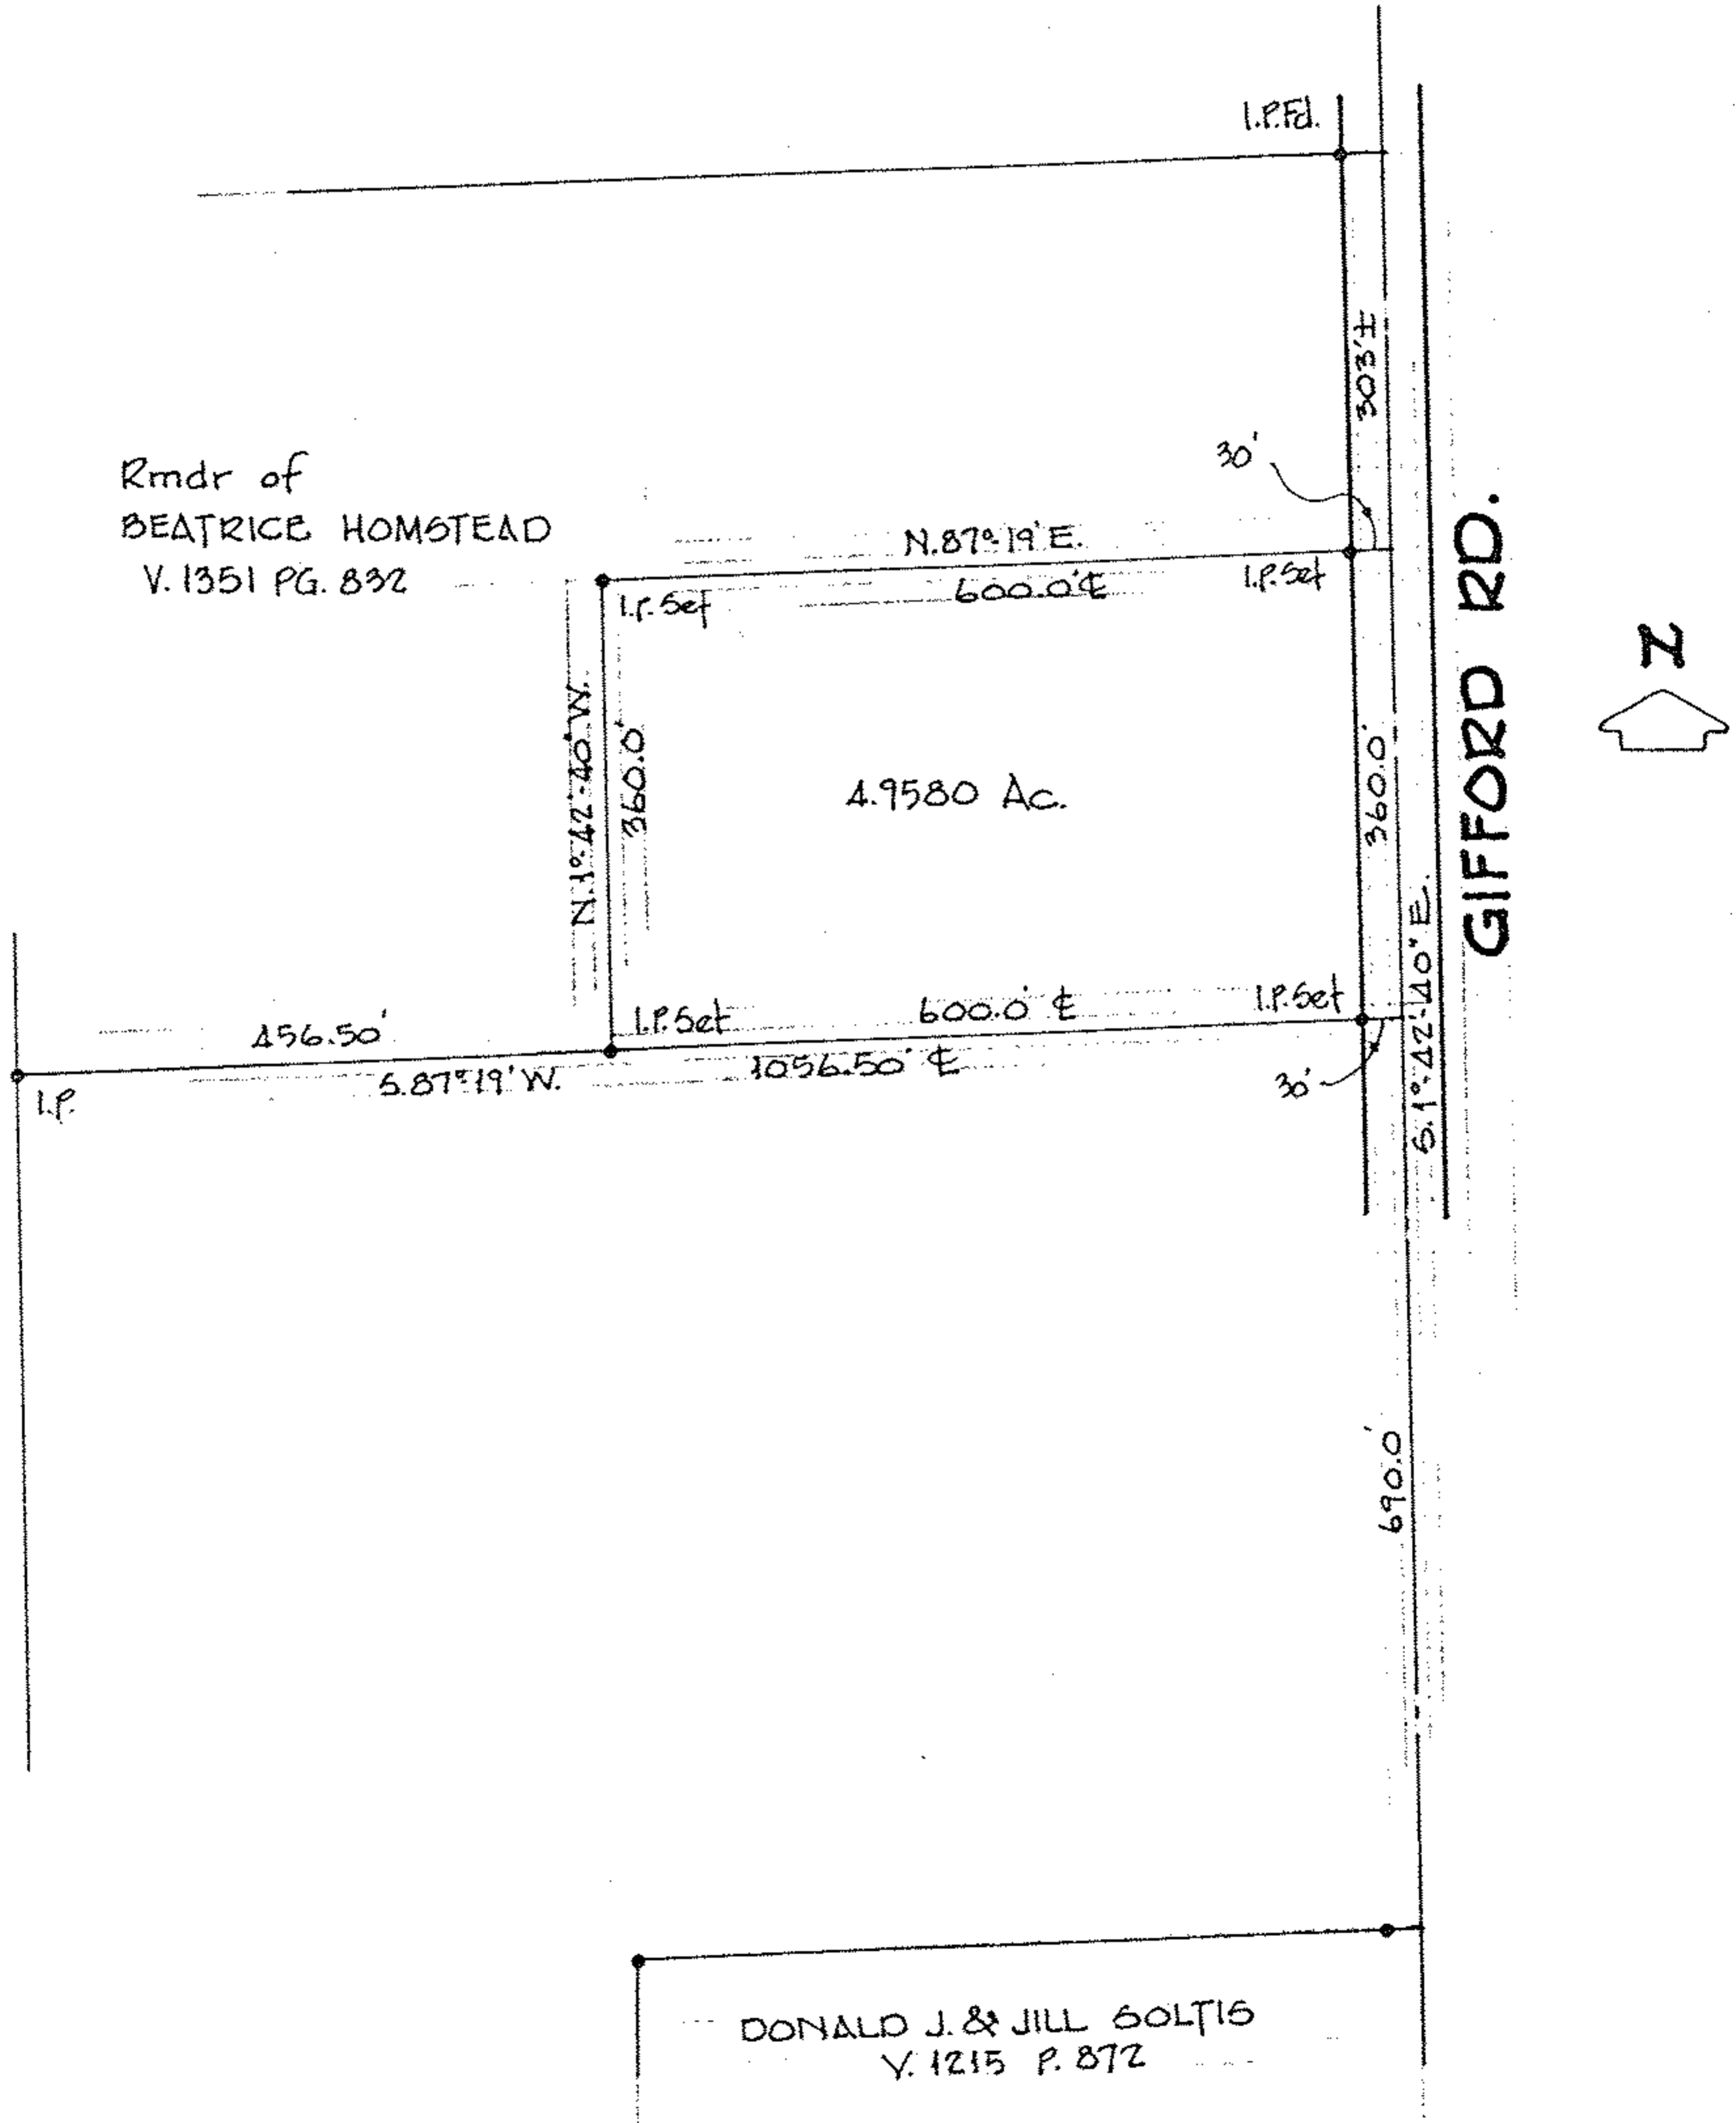 I.P.Fd.
303'±
Rmdr of
BEATRICE HOMSTEAD
V. 1351 PG. 832
30'
N.87°-19'E.
600.0'℄
I.P.Set
I.P.Set
GIFFORD RD.
N
N.1°-42'-40"W.
360.0'
4.9580 Ac.
360.0'
S.1°-42'-40"E.
456.50'
I.P.Set
600.0'℄
I.P.Set
I.P.
S.87°19'W.
1056.50'℄
30'
690.0'
DONALD J. & JILL SOLTIS
V. 1215 P. 872